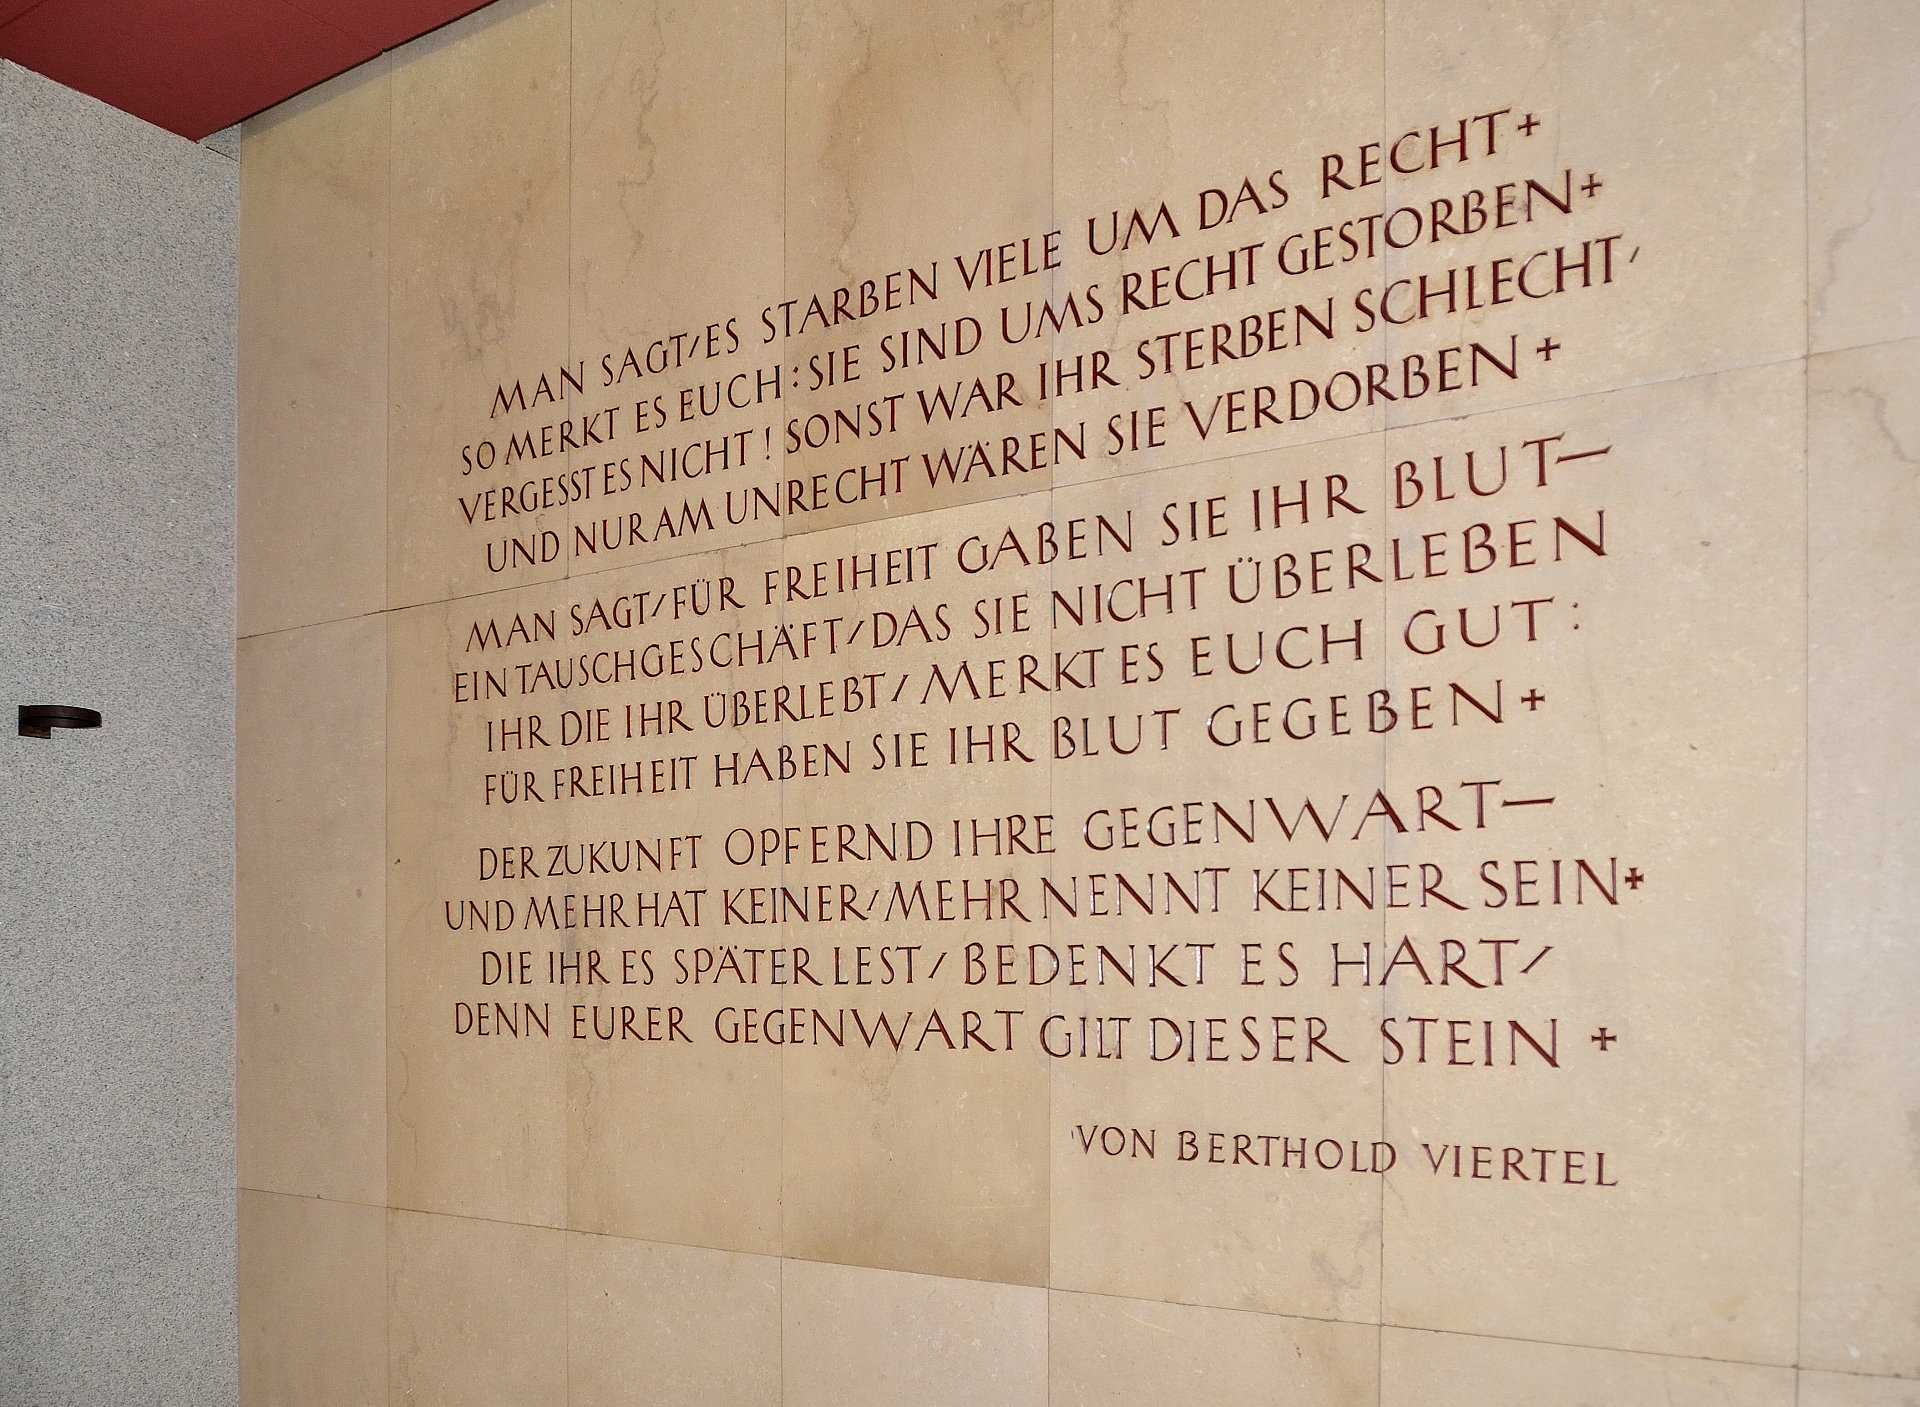 MAN SAGT/ES STARBEN VIELE UM DAS RECHT+
SO MERKT ES EUCH: SIE SIND UMS RECHT GESTORBEN+
VERGESST ES NICHT! SONST WAR IHR STERBEN SCHLECHT/
UND NUR AM UNRECHT WÄREN SIE VERDORBEN+
MAN SAGT/FÜR FREIHEIT GABEN SIE IHR BLUT—
EIN TAUSCHGESCHÄFT/DAS SIE NICHT ÜBERLEBEN
IHR DIE IHR ÜBERLEBT/MERKT ES EUCH GUT:
FÜR FREIHEIT HABEN SIE IHR BLUT GEGEBEN+
DER ZUKUNFT OPFERND IHRE GEGENWART—
UND MEHR HAT KEINER/MEHR NENNT KEINER SEIN+
DIE IHR ES SPÄTER LEST/BEDENKT ES HART/
DENN EURER GEGENWART GILT DIESER STEIN+
VON BERTHOLD VIERTEL